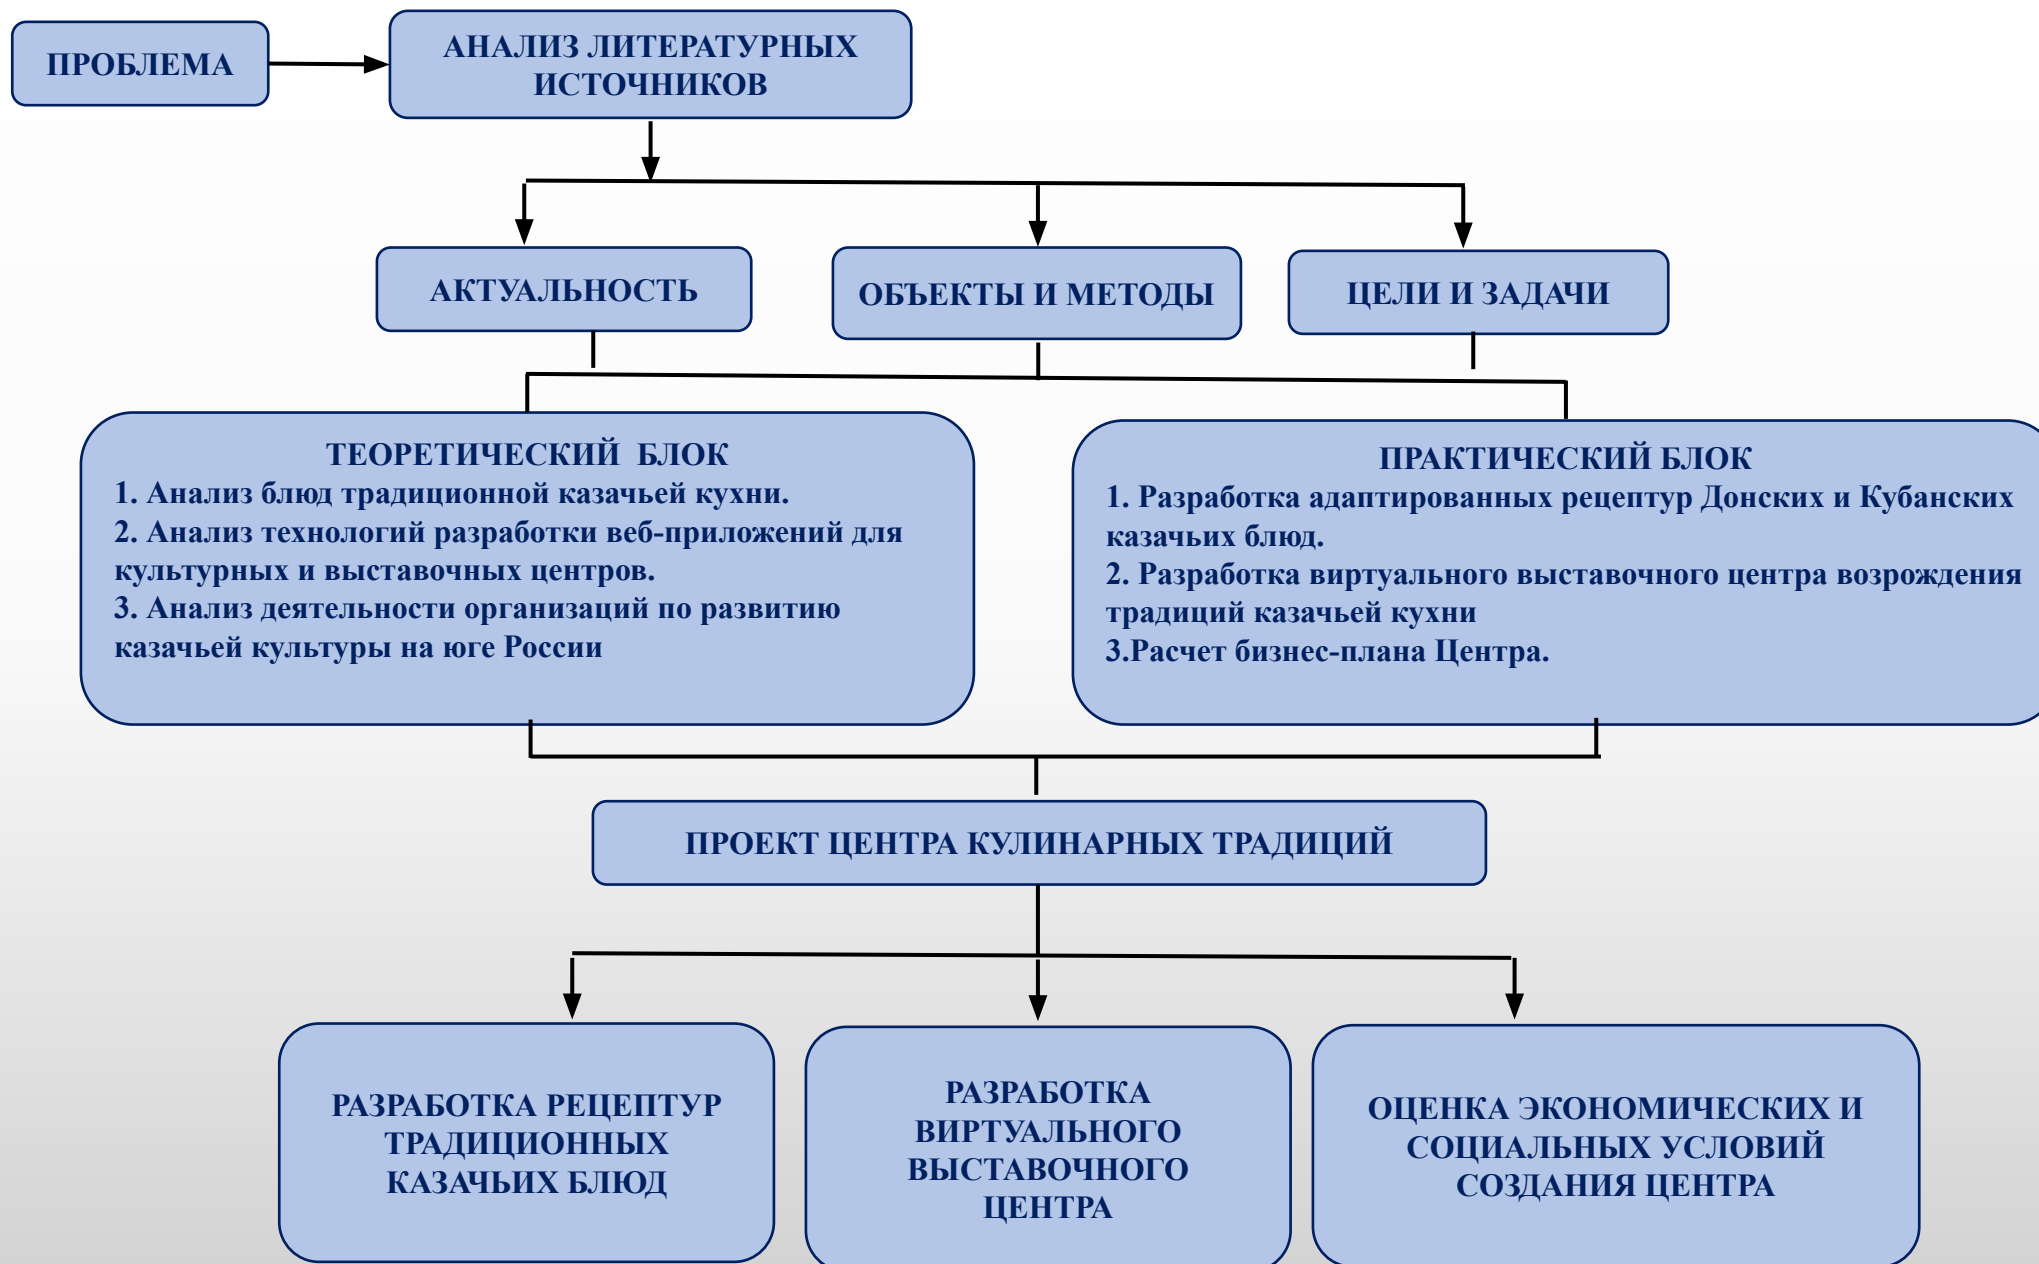 ПРОБЛЕМА
АНАЛИЗ ЛИТЕРАТУРНЫХ
ИСТОЧНИКОВ
АКТУАЛЬНОСТЬ
ОБЪЕКТЫ И МЕТОДЫ
ЦЕЛИ И ЗАДАЧИ
ТЕОРЕТИЧЕСКИЙ БЛОК
1. Анализ блюд традиционной казачьей кухни.
2. Анализ технологий разработки веб-приложений для
культурных и выставочных центров.
3. Анализ деятельности организаций по развитию
казачьей культуры на юге России
ПРАКТИЧЕСКИЙ БЛОК
1. Разработка адаптированных рецептур Донских и Кубанских
казачьих блюд.
2. Разработка виртуального выставочного центра возрождения
традиций казачьей кухни
3.Расчет бизнес-плана Центра.
ПРОЕКТ ЦЕНТРА КУЛИНАРНЫХ ТРАДИЦИЙ
РАЗРАБОТКА РЕЦЕПТУР
ТРАДИЦИОННЫХ
КАЗАЧЬИХ БЛЮД
РАЗРАБОТКА
ВИРТУАЛЬНОГО
ВЫСТАВОЧНОГО
ЦЕНТРА
ОЦЕНКА ЭКОНОМИЧЕСКИХ И
СОЦИАЛЬНЫХ УСЛОВИЙ
СОЗДАНИЯ ЦЕНТРА